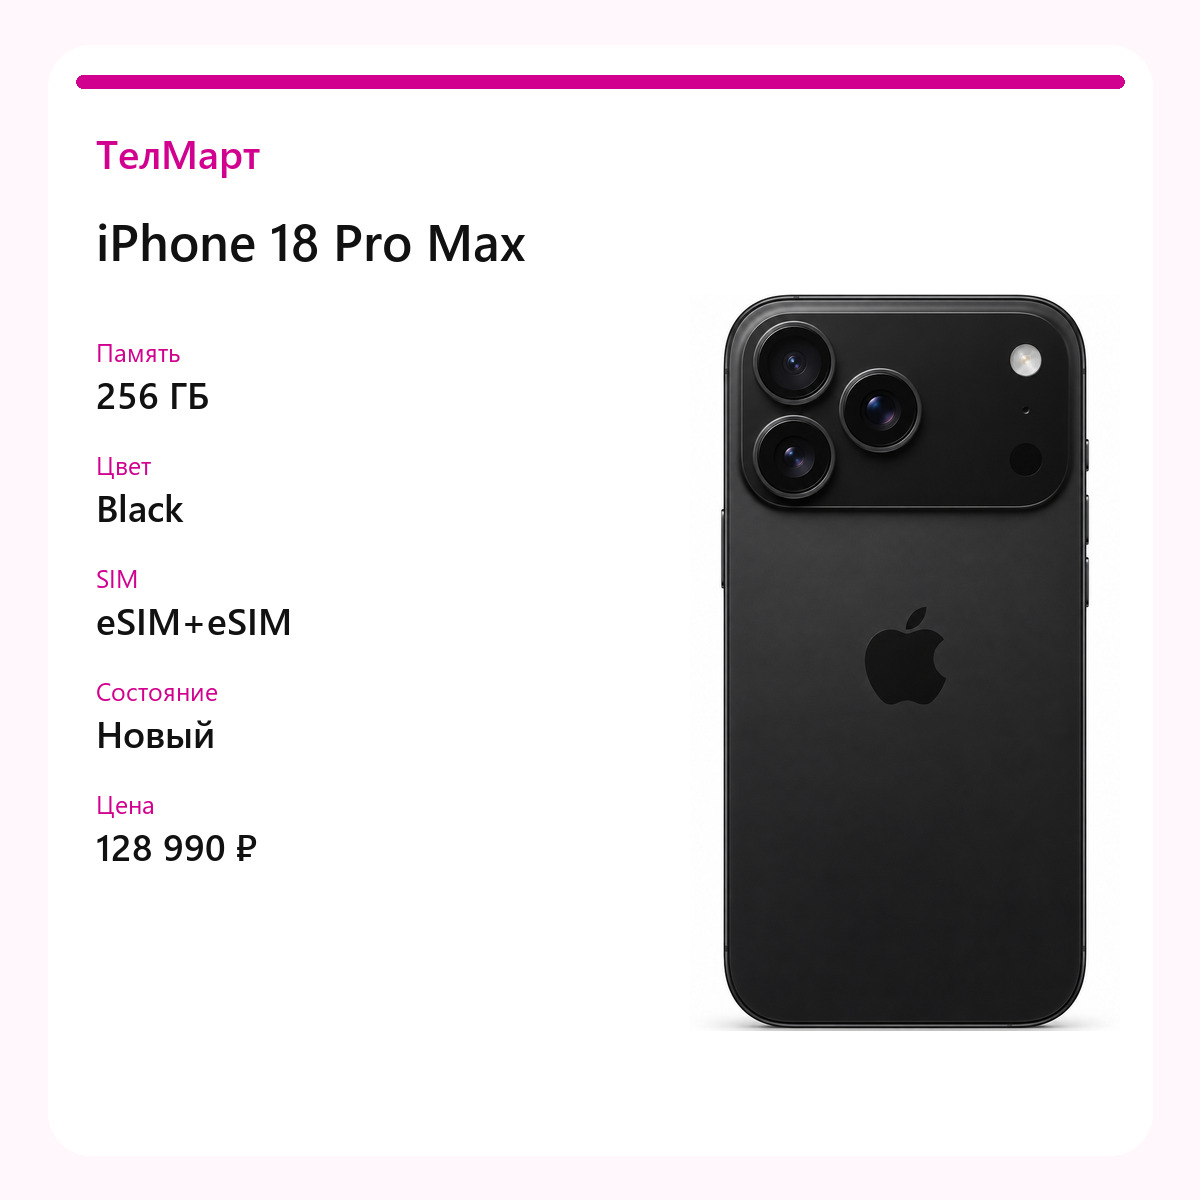 ТелМарт
iPhone 18 Pro Max
Память
256 ГБ
Цвет
Black
SIM
eSIM+eSIM
Состояние
Новый
Цена
128 990 ₽